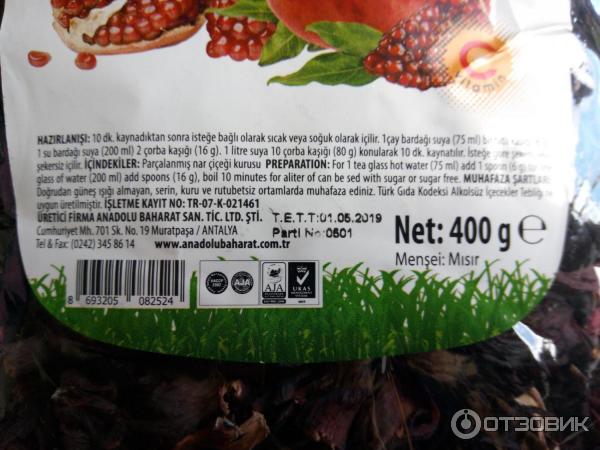 C
vitamin
HAZIRLANIŞI: 10 dk. kaynadıktan sonra isteğe bağlı olarak sıcak veya soğuk olarak içilir. 1çay bardağı suya (75 ml)
1 su bardağı suya (200 ml) 2 çorba kaşığı (16 g). 1 litre suya 10 çorba kaşığı (80 g) konularak 10 dk. kaynatılır. İsteğe göre
şekersiz içilir. İÇİNDEKİLER: Parçalanmış nar çiçeği kurusu PREPARATION: For 1 tea glass hot water (75 ml) add 1 spoon (6 g)
glass of water (200 ml) add spoons (16 g), boil 10 minutes for aliter of can be sed with sugar or sugar free. MUHAFAZA ŞARTLARI:
Doğrudan güneş ışığı almayan, serin, kuru ve rutubetsiz ortamlarda muhafaza ediniz. Türk Gıda Kodeksi Alkolsüz İçecekler Tebliğine
uygun üretilmiştir. İŞLETME KAYIT NO: TR-07-K-021461
ÜRETİCİ FİRMA ANADOLU BAHARAT SAN. TİC. LTD. ŞTİ.
Cumhuriyet Mh. 701 Sk. No. 19 Muratpaşa / ANTALYA
Tel & Fax: (0242) 345 86 14 www.anadolubaharat.com.tr
T.E.T.T:01.05.2019
Parti No:0501
Net: 400 g e
Menşei: Mısır
8 693205 082524
HACCP
AJA
AJA
UKAS
ОТЗОВИК